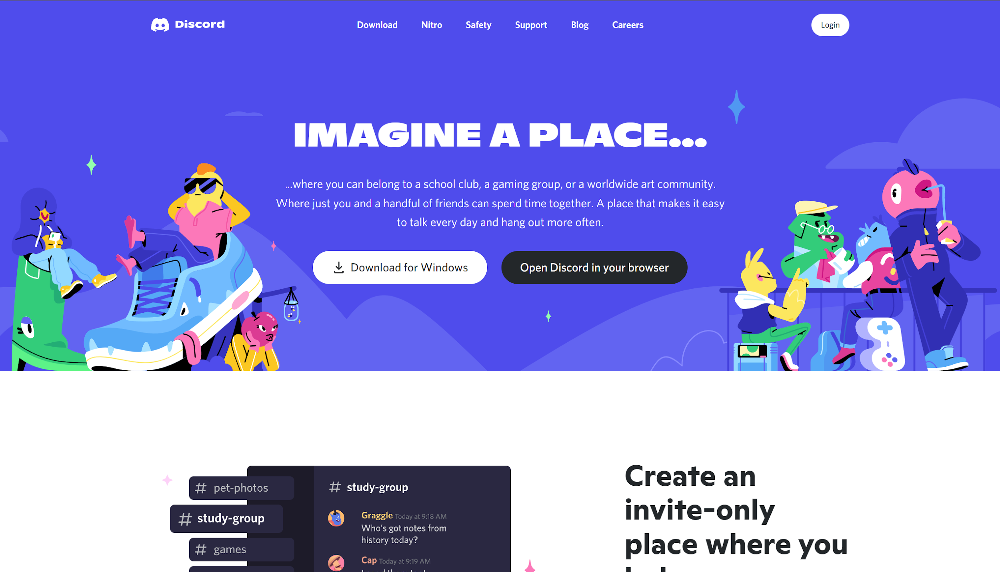 Discord
Download
Nitro
Safety
Support
Blog
Careers
Login
IMAGINE A PLACE...
...where you can belong to a school club, a gaming group, or a worldwide art community.
Where just you and a handful of friends can spend time together. A place that makes it easy
to talk every day and hang out more often.
Download for Windows
Open Discord in your browser
# pet-photos
# study-group
# games
# study-group
Graggle Today at 9:18 AM
Who's got notes from
history today?
Cap Today at 9:19 AM
Create an
invite-only
place where you